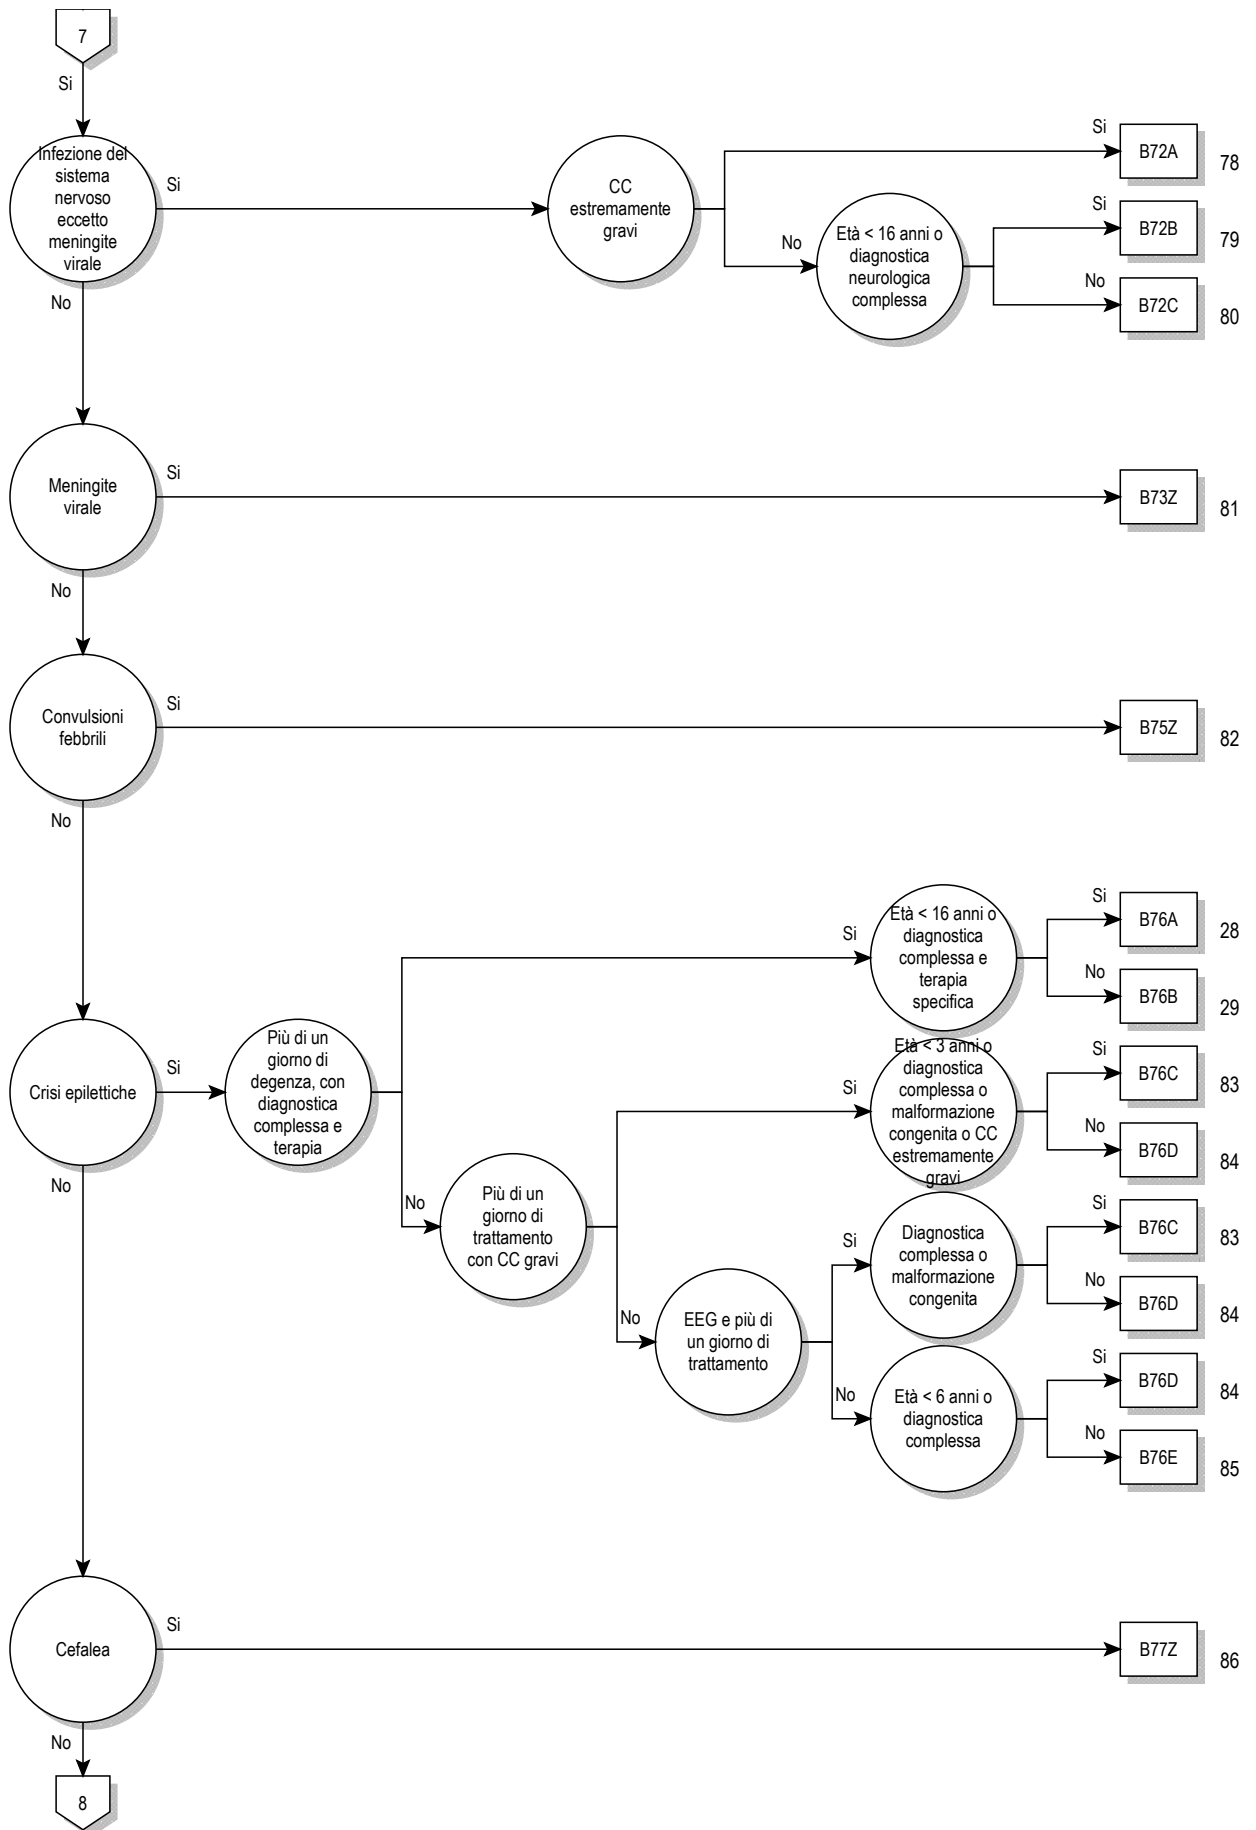 7
Si
Infezione del
sistema
nervoso
eccetto
meningite
virale
Si
CC
estremamente
gravi
Si
B72A
78
No
Età < 16 anni o
diagnostica
neurologica
complessa
Si
B72B
79
No
B72C
80
No
Meningite
virale
Si
B73Z
81
No
Convulsioni
febbrili
Si
B75Z
82
No
Crisi epilettiche
Si
Più di un
giorno di
degenza, con
diagnostica
complessa e
terapia
Si
Età < 16 anni o
diagnostica
complessa e
terapia
specifica
Si
B76A
28
No
B76B
29
No
Più di un
giorno di
trattamento
con CC gravi
Si
Età < 3 anni o
diagnostica
complessa o
malformazione
congenita o CC
estremamente
gravi
Si
B76C
83
No
B76D
84
No
EEG e più di
un giorno di
trattamento
Si
Diagnostica
complessa o
malformazione
congenita
Si
B76C
83
No
B76D
84
No
Età < 6 anni o
diagnostica
complessa
Si
B76D
84
No
B76E
85
No
Cefalea
Si
B77Z
86
No
8